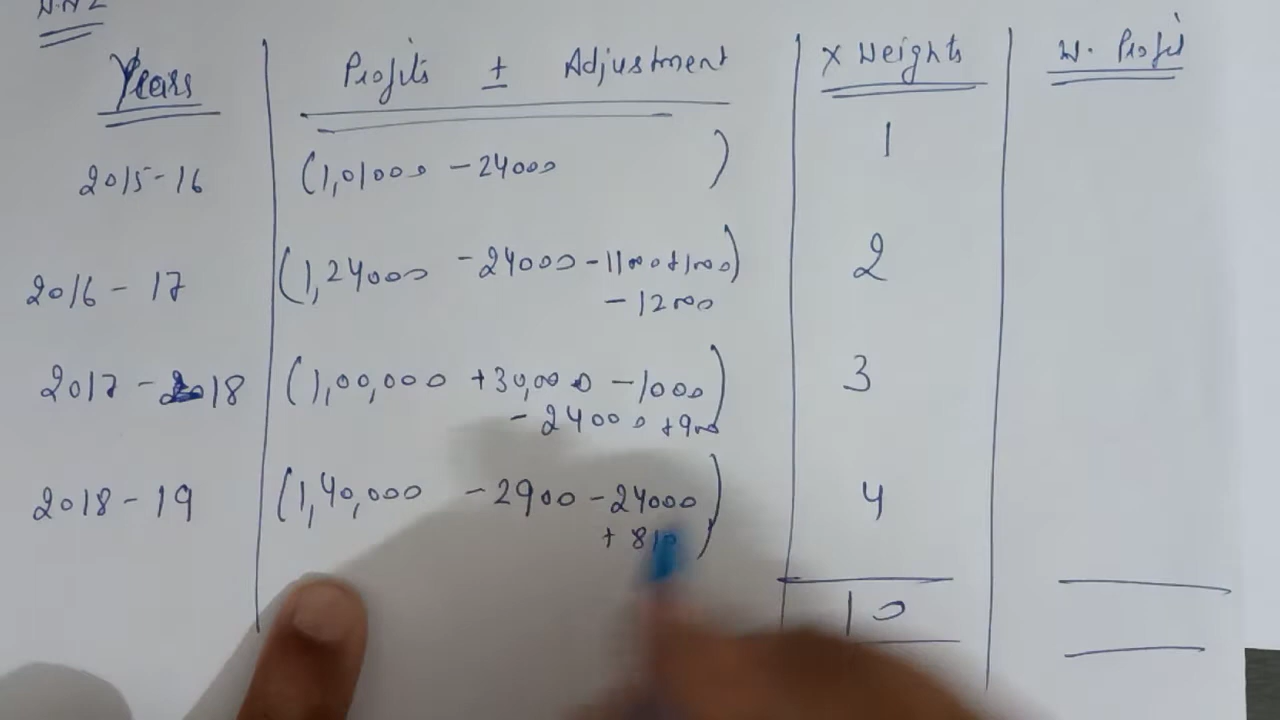 Years Profits ± Adjustment × Weights W. Profit
2015-16 (1,01000 - 24000 ) 1
2016-17 (1,24000 - 24000 - 11000 + 1000) 2
- 1200
2017-2018 (1,00,000 + 30,000 - 1000) 3
- 24000 + 900
2018-19 (1,40,000 - 2900 - 24000 ) 4
+ 810
10